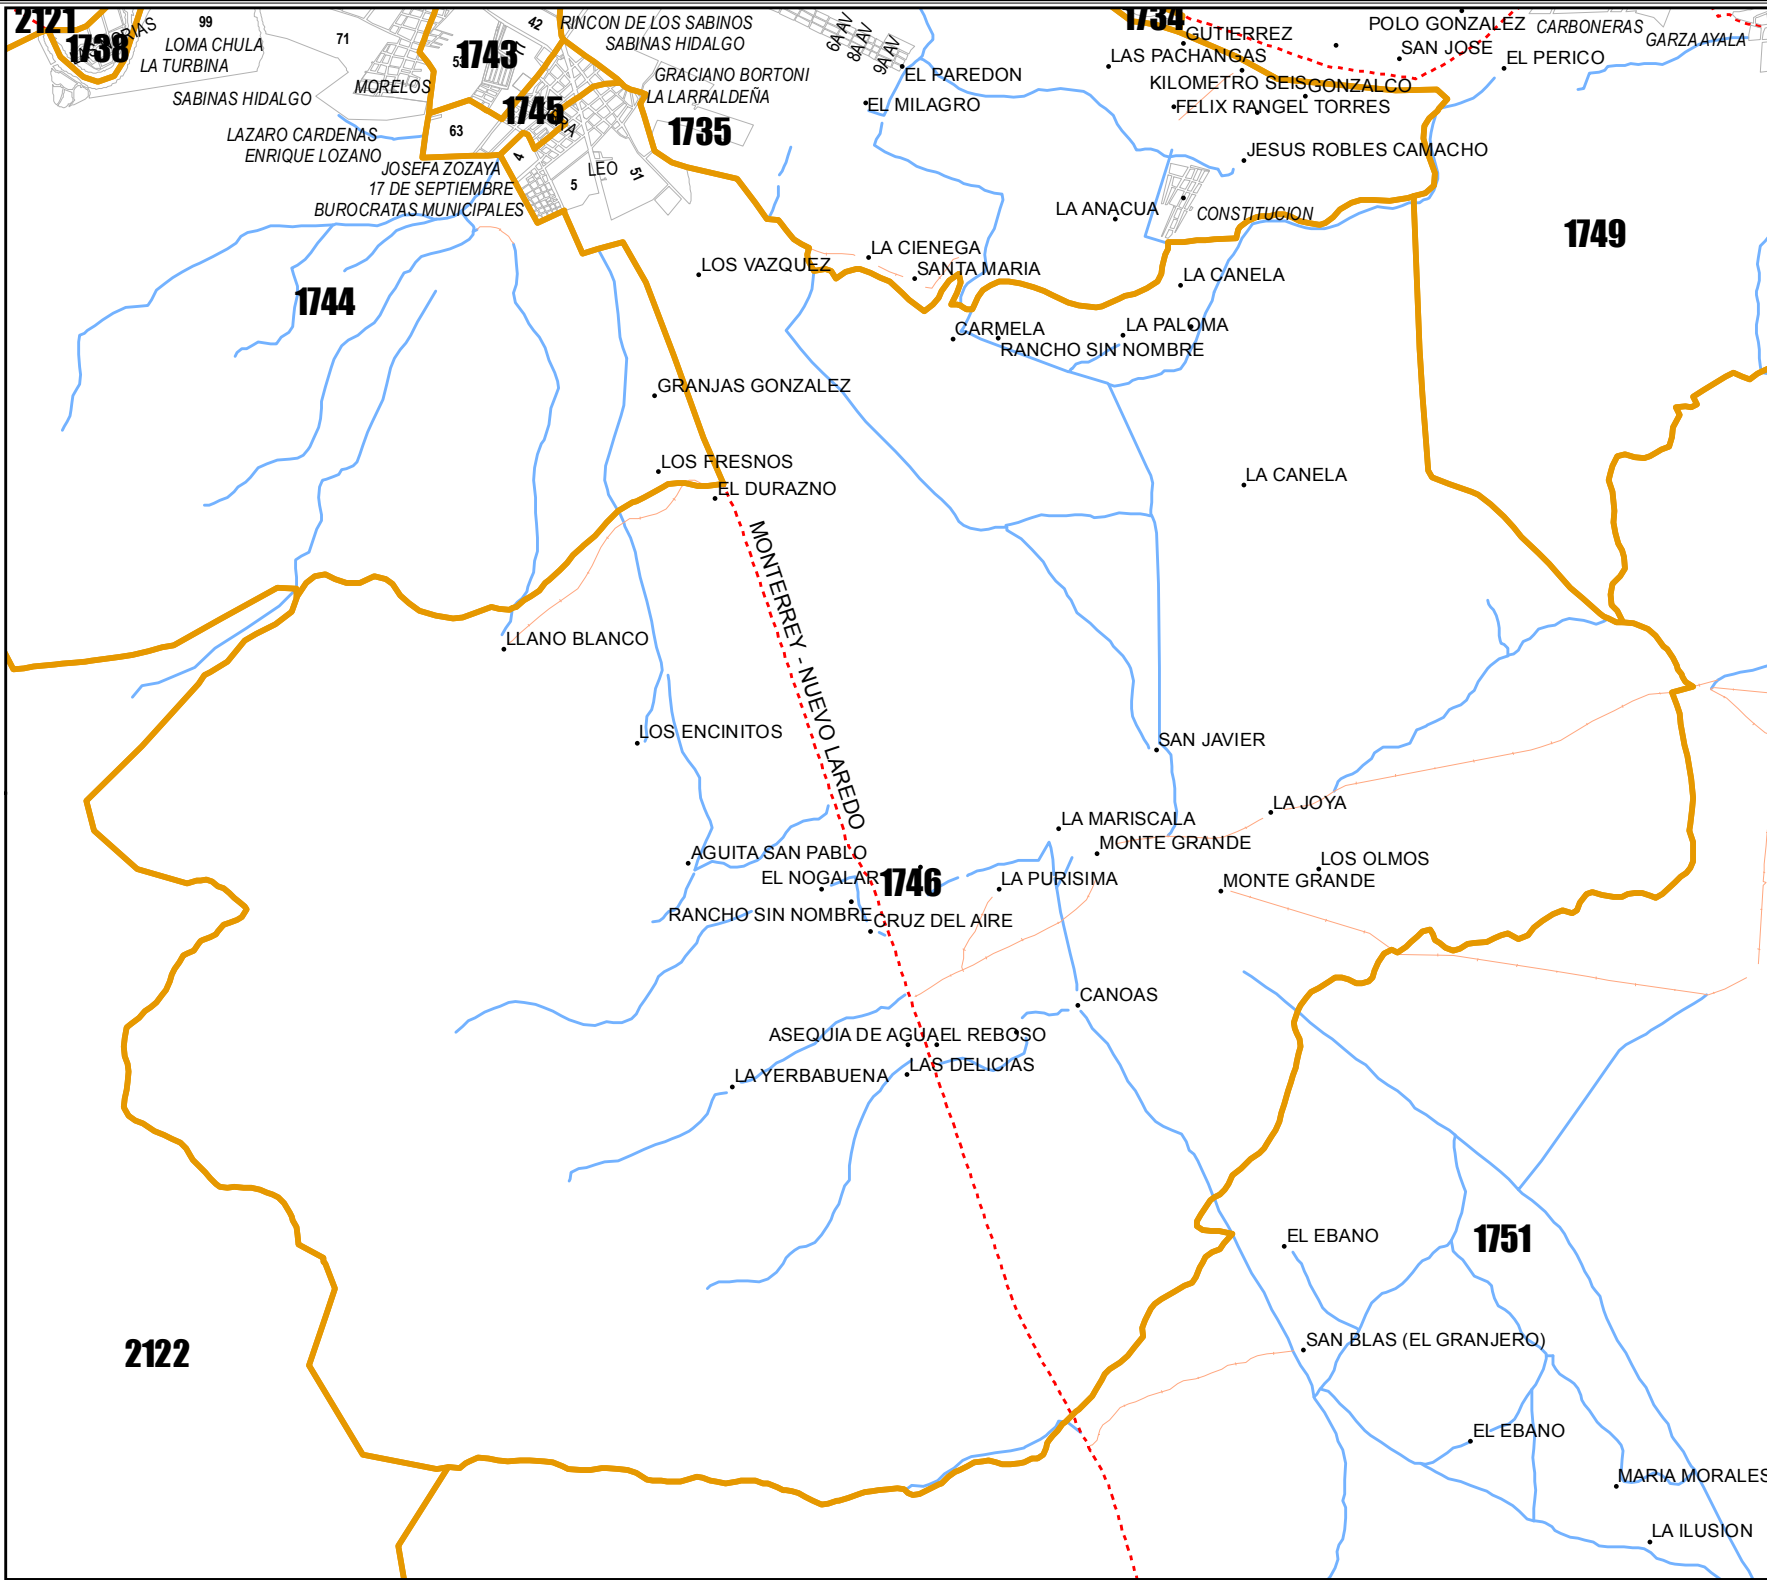 2121
1738
99
LOMA CHULA
LA TURBINA
71
SABINAS HIDALGO
MORELOS
LAZARO CARDENAS
ENRIQUE LOZANO
1743
42
RINCON DE LOS SABINOS
SABINAS HIDALGO
GRACIANO BORTONI
LA LARRALDEÑA
1745
63
1735
JOSEFA ZOZAYA
17 DE SEPTIEMBRE
BUROCRATAS MUNICIPALES
4
5
LEO
51
6A AV
8A AV
9A AV
EL PAREDON
EL MILAGRO
1734
GUTIERREZ
LAS PACHANGAS
POLO GONZALEZ
SAN JOSE
CARBONERAS
GARZA AYALA
EL PERICO
KILOMETRO SEIS
GONZALCO
FELIX RANGEL TORRES
JESUS ROBLES CAMACHO
LA ANACUA
CONSTITUCION
1749
LA CIENEGA
SANTA MARIA
LOS VAZQUEZ
LA CANELA
1744
CARMELA
LA PALOMA
RANCHO SIN NOMBRE
GRANJAS GONZALEZ
LOS FRESNOS
EL DURAZNO
LA CANELA
MONTERREY - NUEVO LAREDO
LLANO BLANCO
LOS ENCINITOS
SAN JAVIER
LA JOYA
LA MARISCALA
MONTE GRANDE
AGUITA SAN PABLO
LOS OLMOS
EL NOGALAR
1746
LA PURISIMA
MONTE GRANDE
RANCHO SIN NOMBRE
CRUZ DEL AIRE
CANOAS
ASEQUIA DE AGUA
EL REBOSO
LAS DELICIAS
LA YERBABUENA
EL EBANO
1751
2122
SAN BLAS (EL GRANJERO)
EL EBANO
MARIA MORALES
LA ILUSION